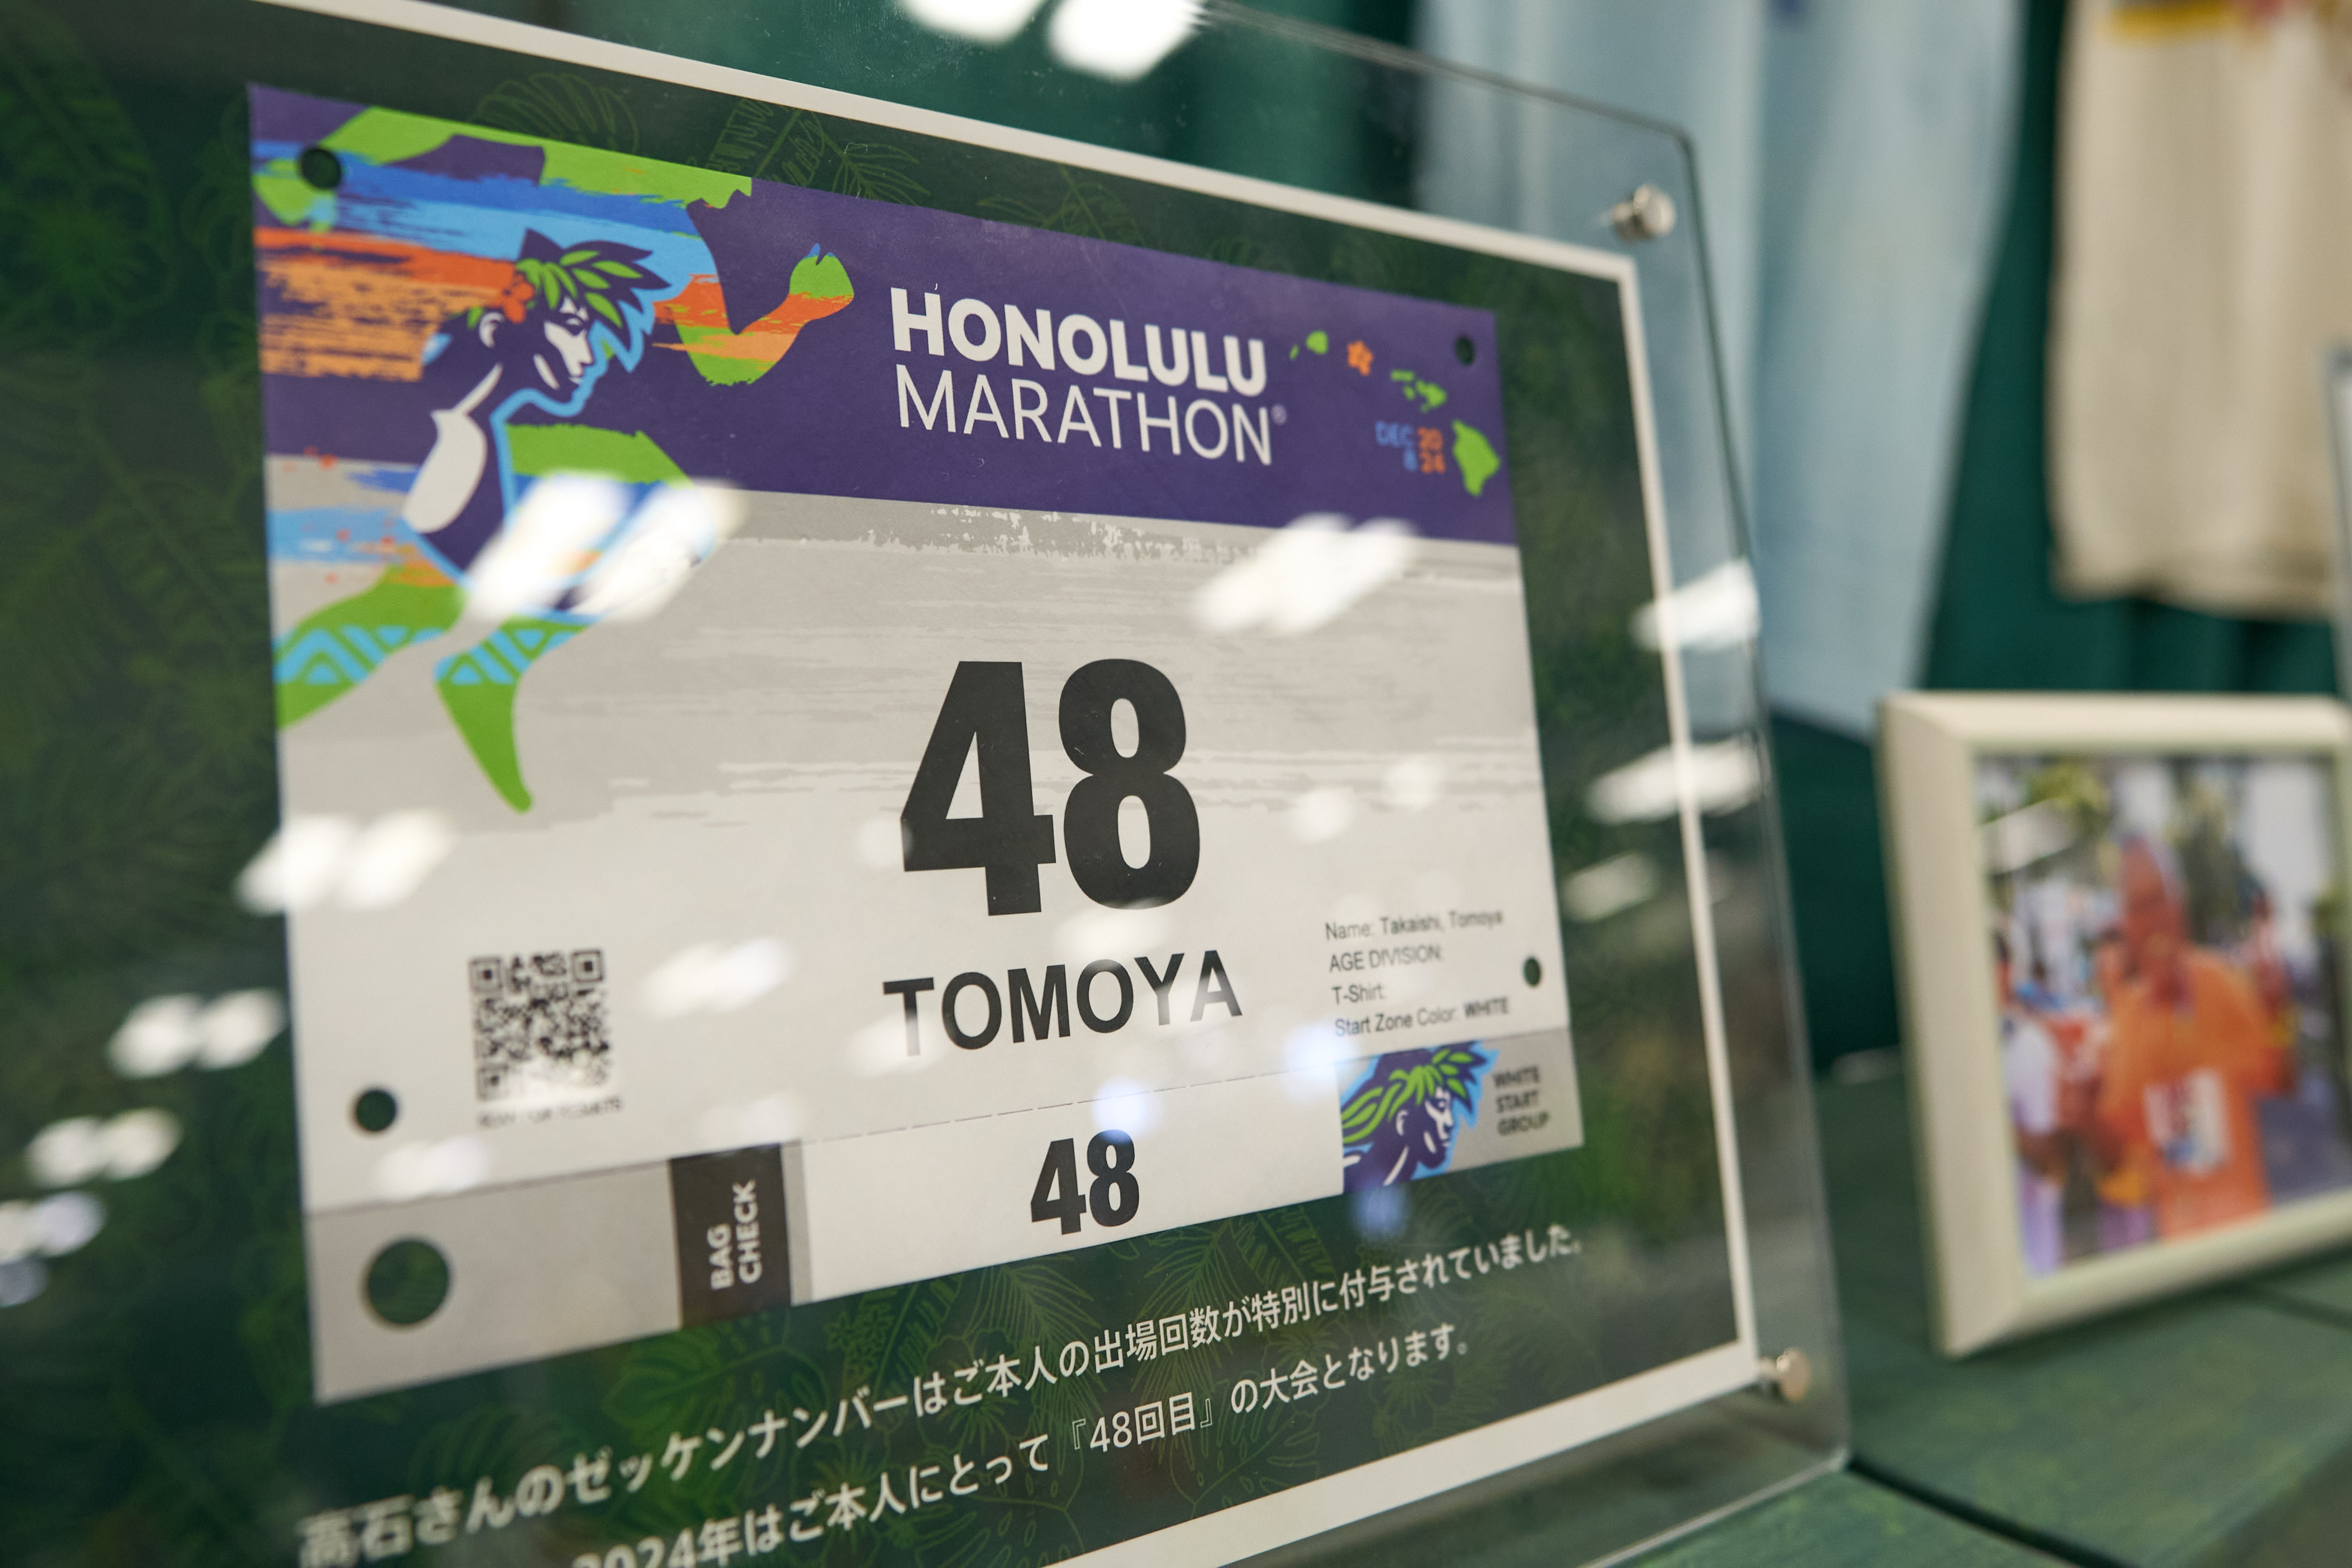 HONOLULU
MARATHON®
DEC 20
8 24
48
TOMOYA
Name: Takaishi, Tomoya
AGE DIVISION:
T-Shirt:
Start Zone Color: WHITE
BAG
CHECK
48
WHITE
START
GROUP
高石さんのゼッケンナンバーはご本人の出場回数が特別に付与されていました。
2024年はご本人にとって『48回目』の大会となります。